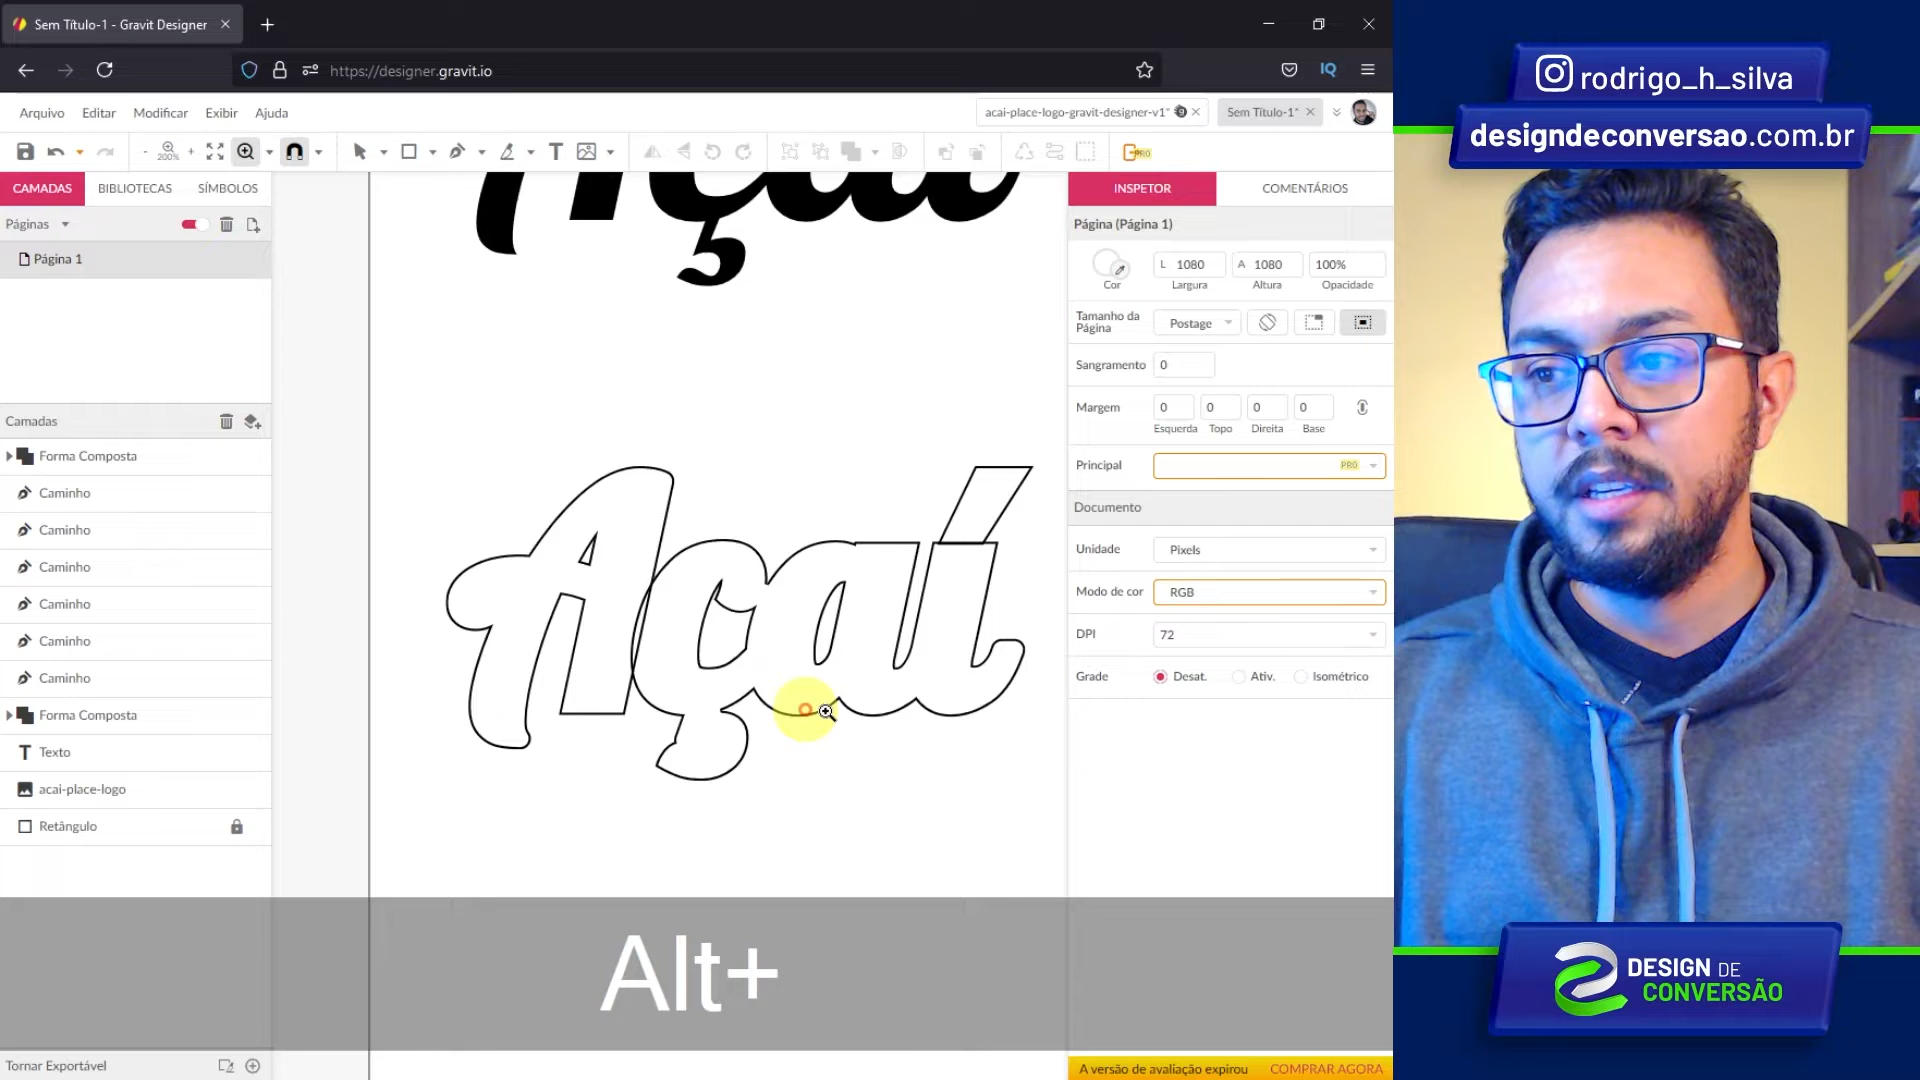 Sem Título-1 - Gravit Designer
https://designer.gravit.io
Arquivo Editar Modificar Exibir Ajuda
acai-place-logo-gravit-designer-v1*
Sem Título-1*
- 200% +
PRO
CAMADAS BIBLIOTECAS SÍMBOLOS
Páginas
Página 1
Camadas
Forma Composta
Caminho
Caminho
Caminho
Caminho
Caminho
Caminho
Forma Composta
T Texto
acai-place-logo
Retângulo
Tornar Exportável
Açaí
Açaí
Alt+
INSPETOR COMENTÁRIOS
Página (Página 1)
L 1080 A 1080 100%
Cor Largura Altura Opacidade
Tamanho da
Página
Postage
Sangramento 0
Margem 0 0 0 0
Esquerda Topo Direita Base
Principal PRO
Documento
Unidade Pixels
Modo de cor RGB
DPI 72
Grade Desat. Ativ. Isométrico
A versão de avaliação expirou COMPRAR AGORA
IQ
rodrigo_h_silva
designdeconversao.com.br
DESIGN DE
CONVERSÃO